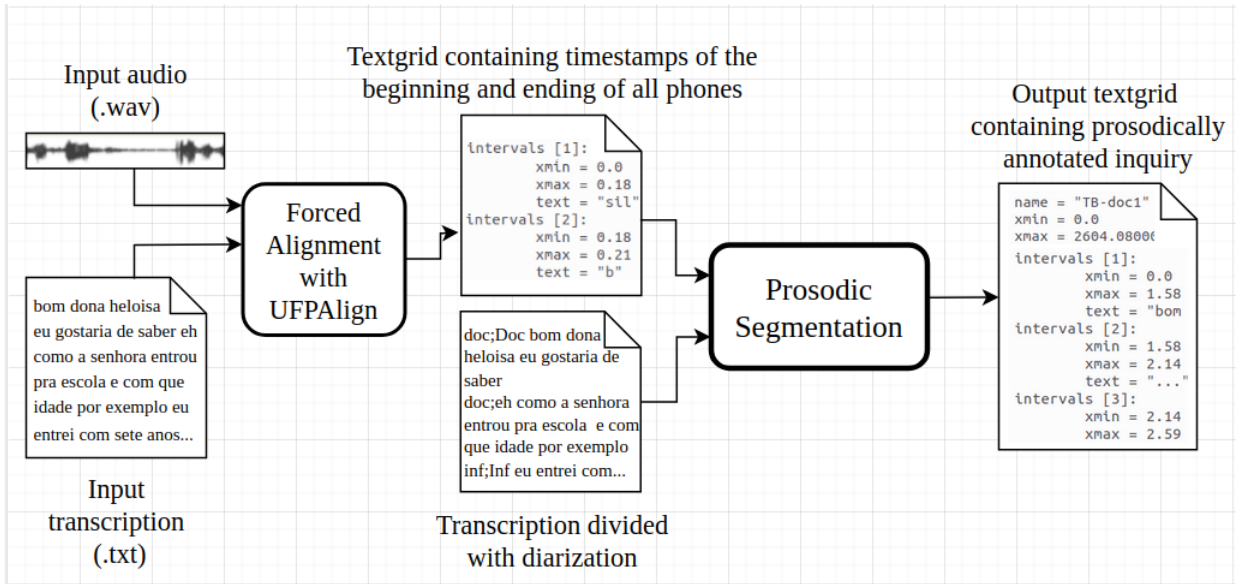 Input audio
(.wav)
bom dona heloisa
eu gostaria de saber eh
como a senhora entrou
pra escola e com que
idade por exemplo eu
entrei com sete anos...
Input
transcription
(.txt)
Forced
Alignment
with
UFPAlign
Textgrid containing timestamps of the
beginning and ending of all phones
intervals [1]:
xmin = 0.0
xmax = 0.18
text = "sil"
intervals [2]:
xmin = 0.18
xmax = 0.21
text = "b"
doc;Doc bom dona
heloisa eu gostaria de
saber
doc;eh como a senhora
entrou pra escola e com
que idade por exemplo
inf;Inf eu entrei com...
Transcription divided
with diarization
Prosodic
Segmentation
Output textgrid
containing prosodically
annotated inquiry
name = "TB-doc1"
xmin = 0.0
xmax = 2604.0800
intervals [1]:
xmin = 0.0
xmax = 1.58
text = "bom
intervals [2]:
xmin = 1.58
xmax = 2.14
text = "..."
intervals [3]:
xmin = 2.14
xmax = 2.59